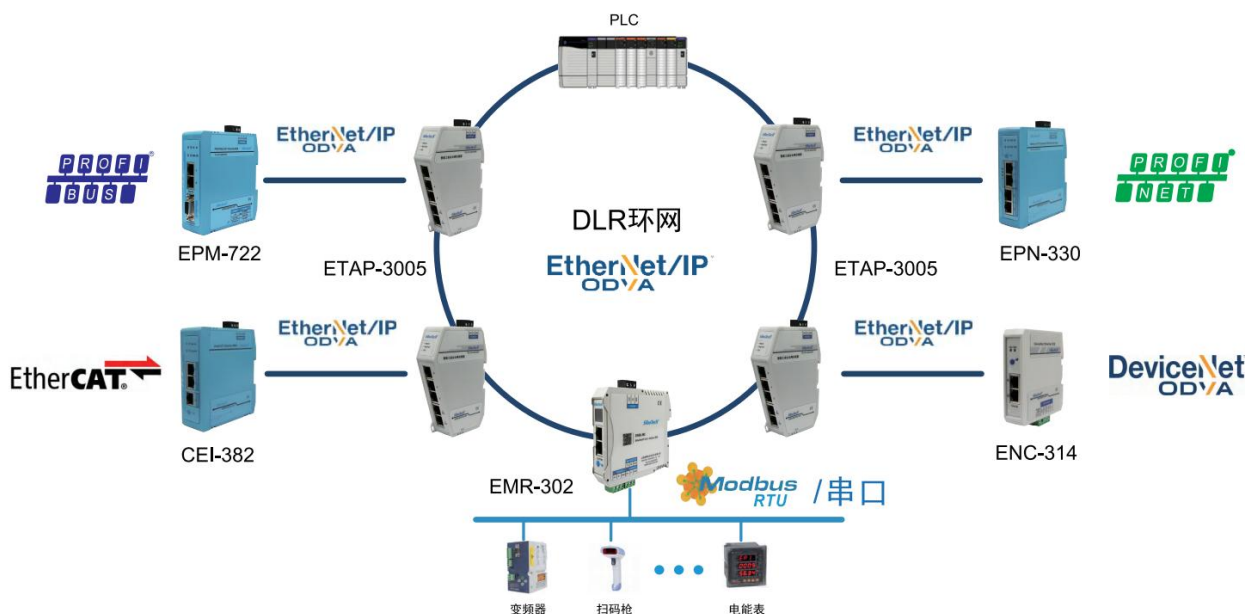 PLC
EtherNet/IP
ODVA
EtherNet/IP
ODVA
PROFI
BUS
PROFI
NET
DLR环网
EPM-722
ETAP-3005
EtherNet/IP
ODVA
ETAP-3005
EPN-330
EtherNet/IP
ODVA
EtherNet/IP
ODVA
EtherCAT
DeviceNet
ODVA
CEI-382
ENC-314
EMR-302
Modbus
RTU
/串口
变频器
扫码枪
电能表